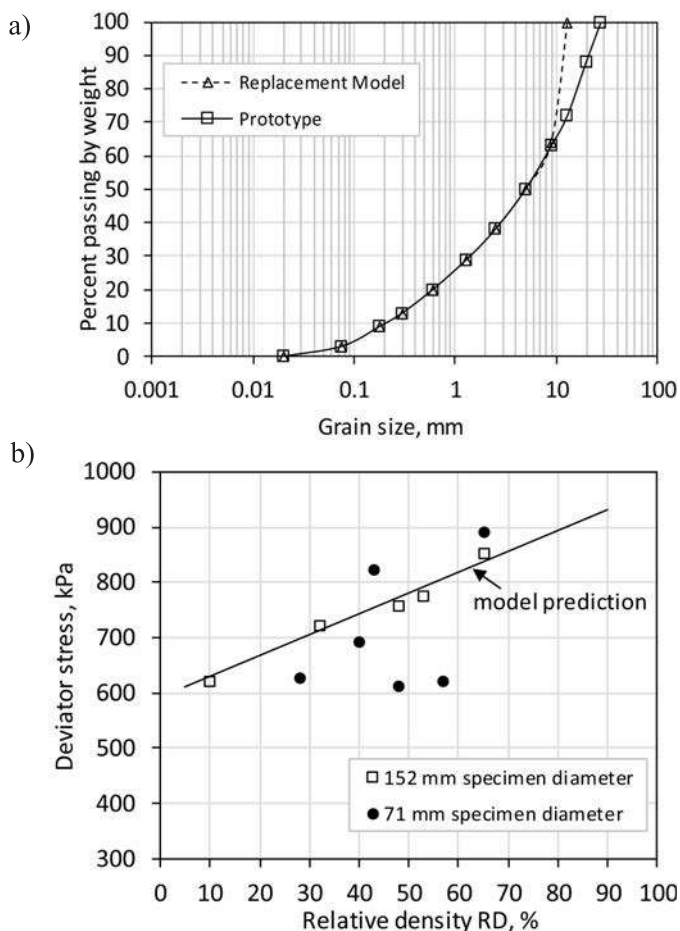 a)
100
90
80
70
60
50
40
30
20
10
0
Percent passing by weight
Replacement Model
Prototype
0.001 0.01 0.1 1 10 100
Grain size, mm
b)
1000
900
800
700
600
500
400
300
Deviator stress, kPa
model prediction
152 mm specimen diameter
71 mm specimen diameter
0 10 20 30 40 50 60 70 80 90 100
Relative density RD, %